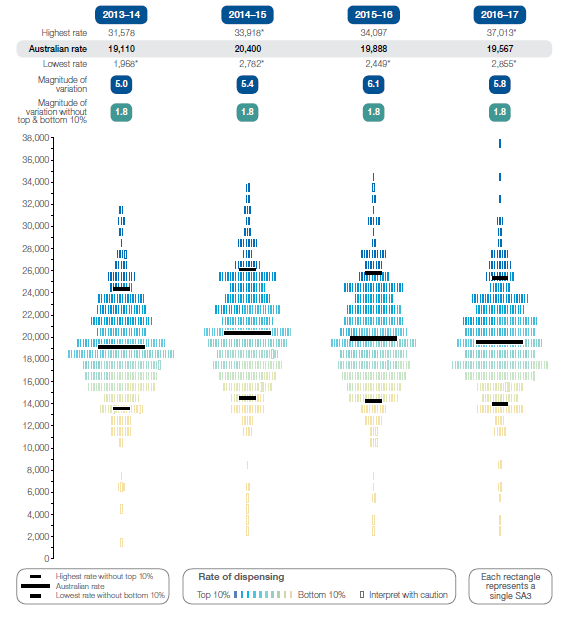 2013–14 2014–15 2015–16 2016–17
Highest rate 31,578 33,918* 34,097 37,013*
Australian rate 19,110 20,400 19,888 19,567
Lowest rate 1,968* 2,782* 2,449* 2,855*
Magnitude of
variation 5.0 5.4 6.1 5.8
Magnitude of
variation without 1.8 1.8 1.8 1.8
top & bottom 10%
38,000
36,000
34,000
32,000
30,000
28,000
26,000
24,000
22,000
20,000
18,000
16,000
14,000
12,000
10,000
8,000
6,000
4,000
2,000
0
Highest rate without top 10%
Australian rate
Lowest rate without bottom 10%
Rate of dispensing
Top 10% Bottom 10% Interpret with caution
Each rectangle
represents a
single SA3